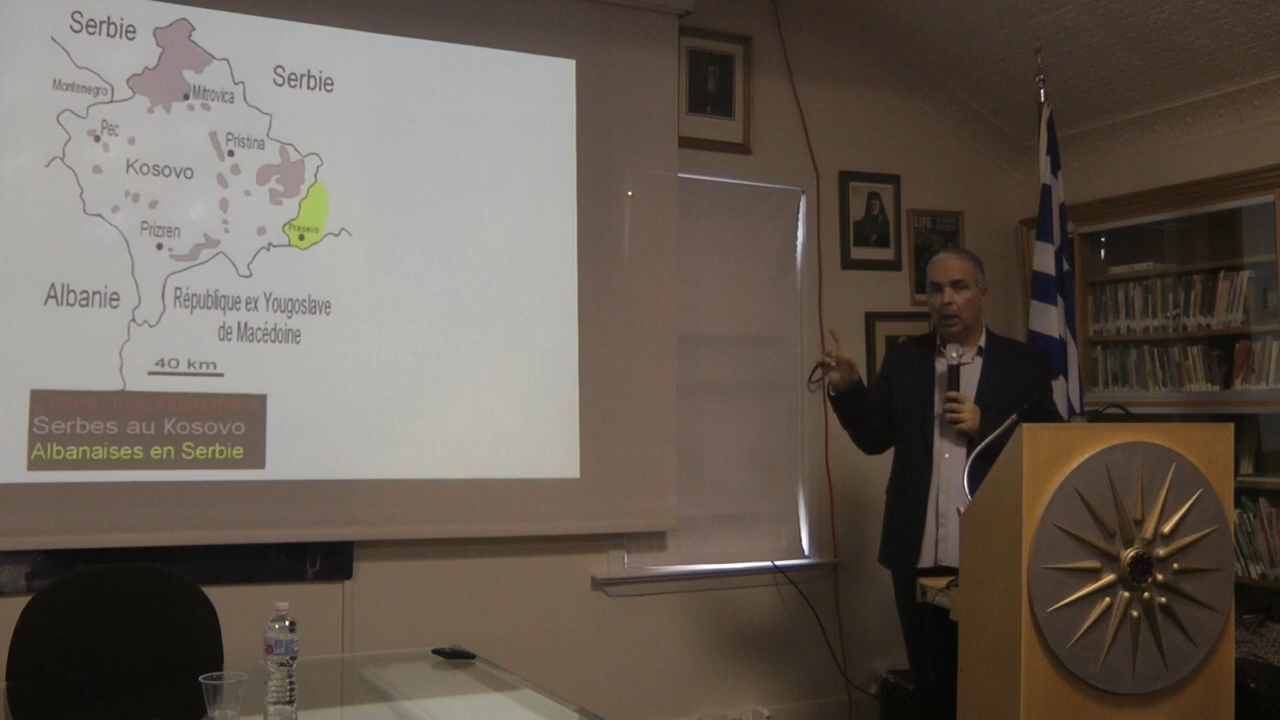 Serbie
Serbie
Montenegro
Mitrovica
Pec
Pristina
Kosovo
Presevo
Prizren
Albanie
République ex Yougoslave
de Macédoine
40 km
Serbes au Kosovo
Albanaises en Serbie
LIFE